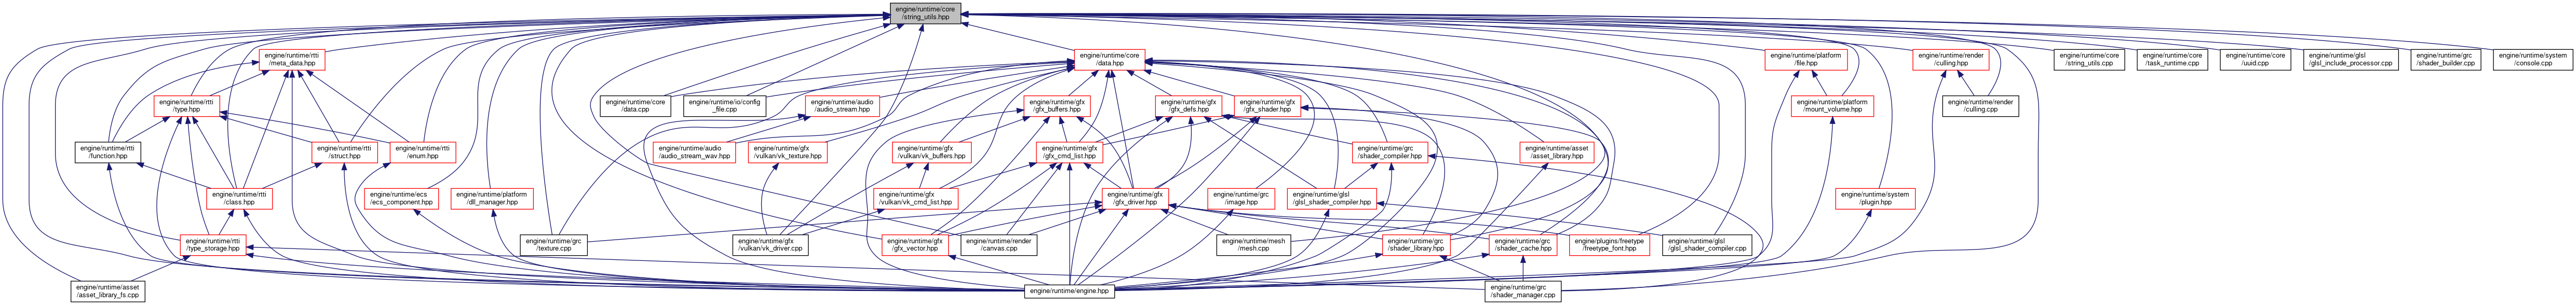 engine/runtime/core
/string_utils.hpp
engine/runtime/rtti
/meta_data.hpp
engine/runtime/core
/data.hpp
engine/runtime/platform
/file.hpp
engine/runtime/render
/culling.hpp
engine/runtime/core
/string_utils.cpp
engine/runtime/core
/task_runtime.cpp
engine/runtime/core
/uuid.cpp
engine/runtime/glsl
/glsl_include_processor.cpp
engine/runtime/grc
/shader_builder.cpp
engine/runtime/system
/console.cpp
engine/runtime/rtti
/type.hpp
engine/runtime/core
/data.cpp
engine/runtime/io/config
_file.cpp
engine/runtime/audio
/audio_stream.hpp
engine/runtime/gfx
/gfx_buffers.hpp
engine/runtime/gfx
/gfx_defs.hpp
engine/runtime/gfx
/gfx_shader.hpp
engine/runtime/platform
/mount_volume.hpp
engine/runtime/render
/culling.cpp
engine/runtime/rtti
/function.hpp
engine/runtime/rtti
/struct.hpp
engine/runtime/rtti
/enum.hpp
engine/runtime/audio
/audio_stream_wav.hpp
engine/runtime/gfx
/vulkan/vk_texture.hpp
engine/runtime/gfx
/vulkan/vk_buffers.hpp
engine/runtime/gfx
/gfx_cmd_list.hpp
engine/runtime/grc
/shader_compiler.hpp
engine/runtime/asset
/asset_library.hpp
engine/runtime/rtti
/class.hpp
engine/runtime/ecs
/ecs_component.hpp
engine/runtime/platform
/dll_manager.hpp
engine/runtime/gfx
/vulkan/vk_cmd_list.hpp
engine/runtime/gfx
/gfx_driver.hpp
engine/runtime/grc
/image.hpp
engine/runtime/glsl
/glsl_shader_compiler.hpp
engine/runtime/system
/plugin.hpp
engine/runtime/rtti
/type_storage.hpp
engine/runtime/grc
/texture.cpp
engine/runtime/gfx
/vulkan/vk_driver.cpp
engine/runtime/gfx
/gfx_vector.hpp
engine/runtime/render
/canvas.cpp
engine/runtime/mesh
/mesh.cpp
engine/runtime/grc
/shader_library.hpp
engine/runtime/grc
/shader_cache.hpp
engine/plugins/freetype
/freetype_font.hpp
engine/runtime/glsl
/glsl_shader_compiler.cpp
engine/runtime/asset
/asset_library_fs.cpp
engine/runtime/engine.hpp
engine/runtime/grc
/shader_manager.cpp